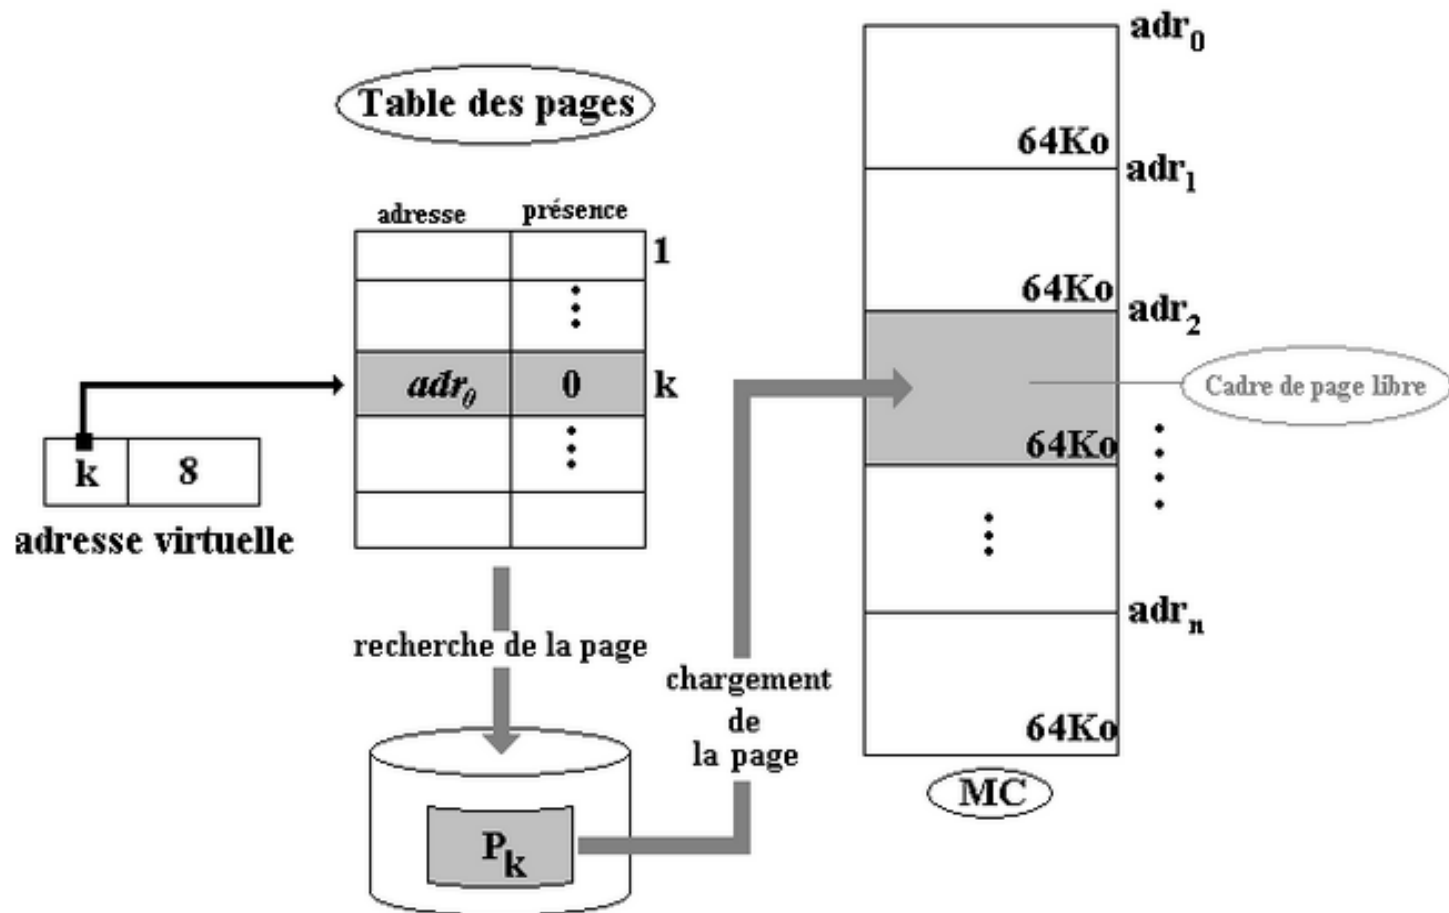 Table des pages
adresse présence
1
adr0 0 k
k 8
adresse virtuelle
recherche de la page
Pk
chargement
de
la page
adr0
64Ko
adr1
64Ko
adr2
Cadre de page libre
64Ko
adrn
64Ko
MC